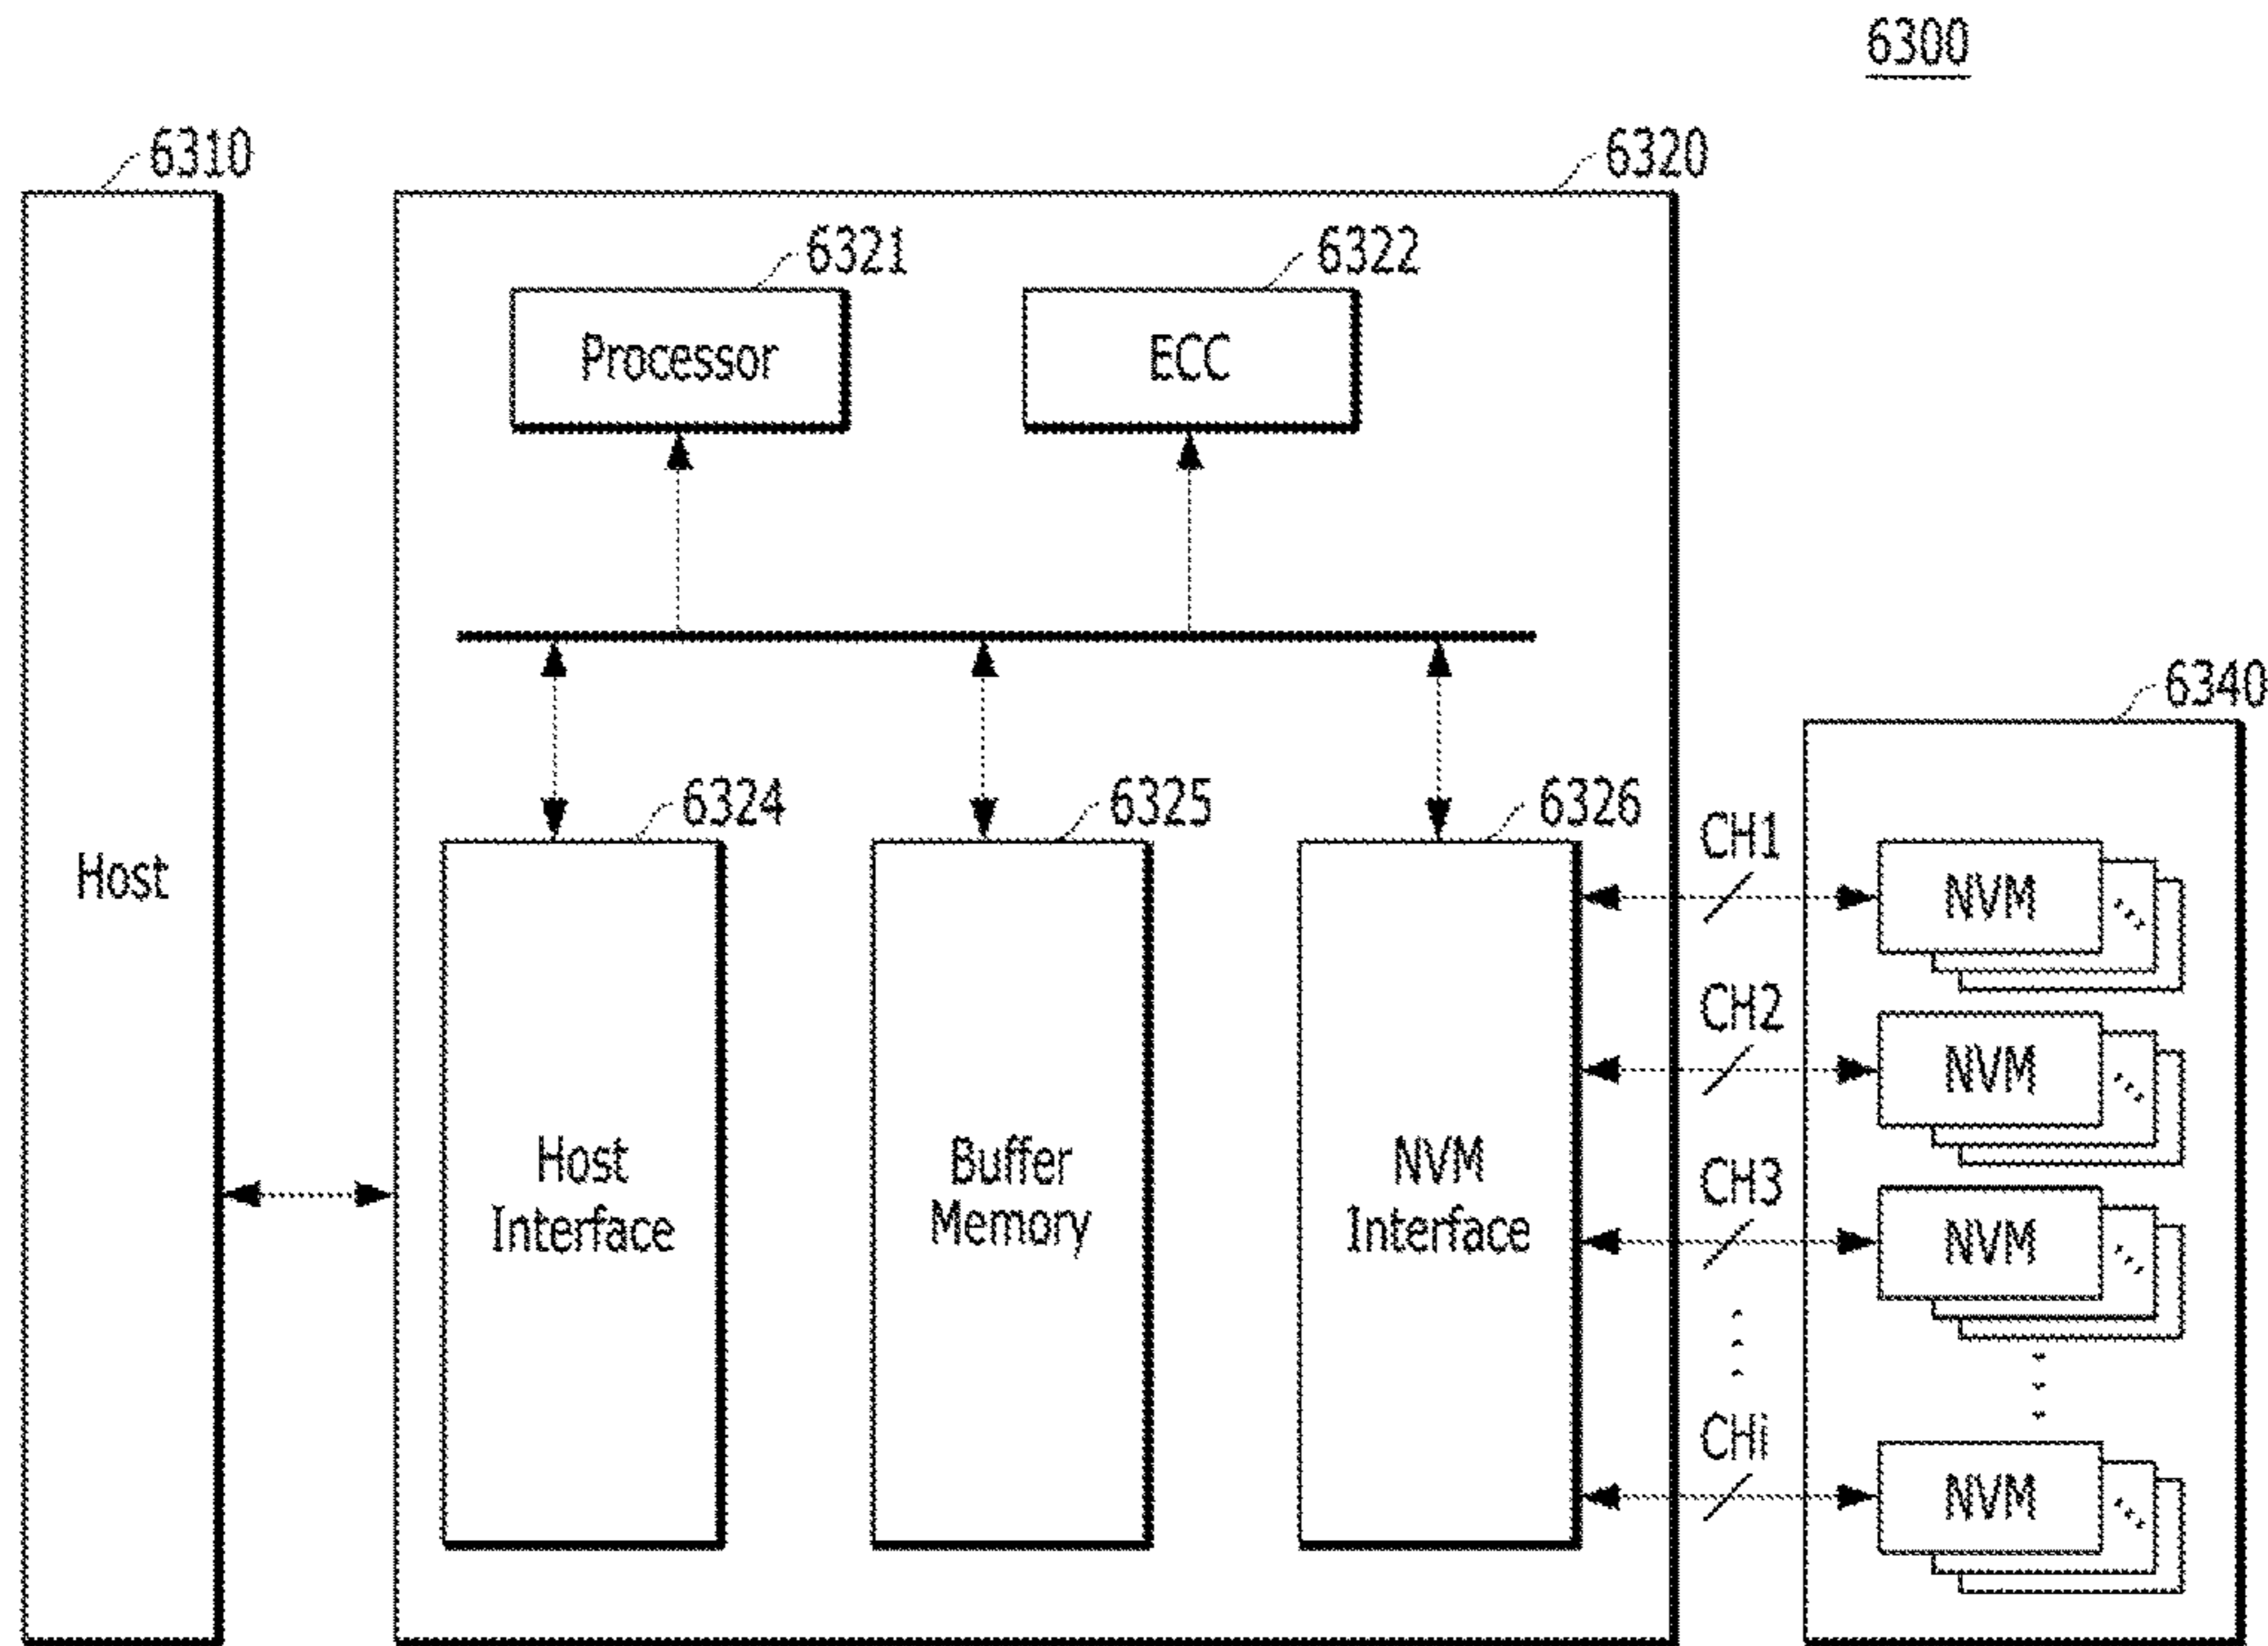 6300
6310
6320
6321
6322
Processor
ECC
6340
6324
6325
6326
CH1
Host
NVM
CH2
NVM
Host
Interface
Buffer
Memory
NVM
Interface
CH3
NVM
CHi
NVM